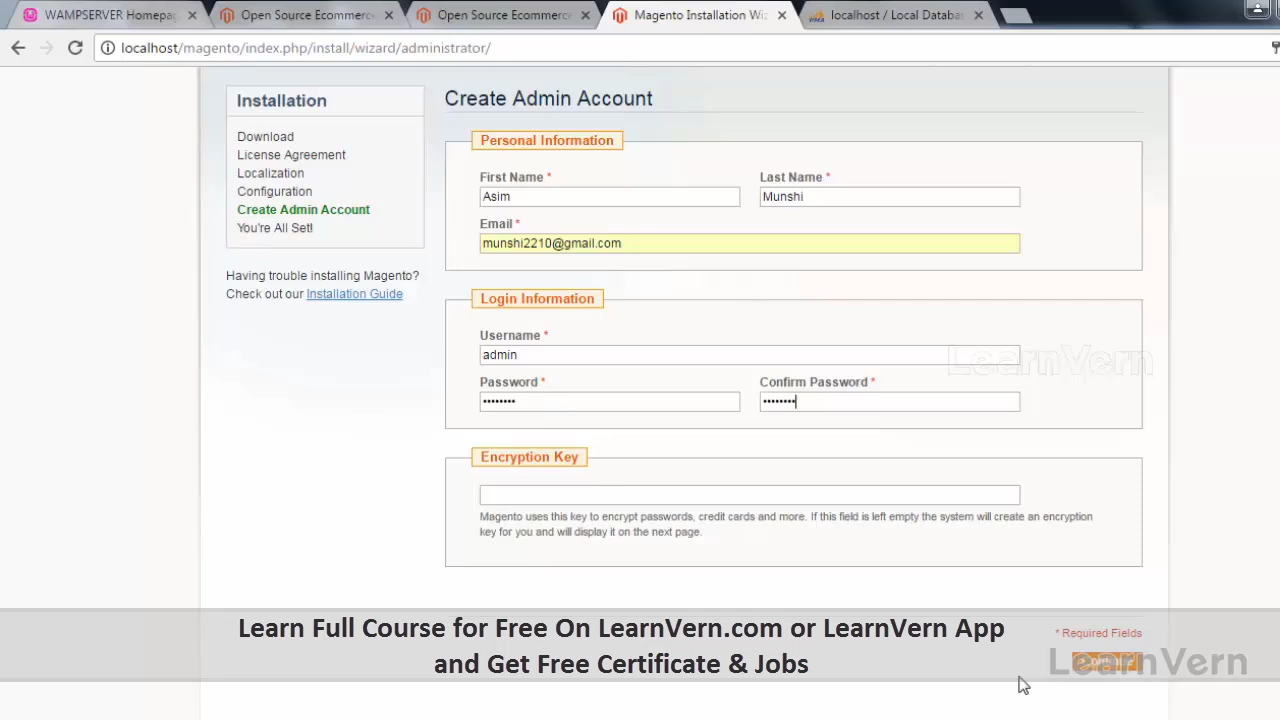 WAMPSERVER Homepag
Open Source Ecommerc
Open Source Ecommerc
Magento Installation Wiz
localhost / Local Databas
localhost/magento/index.php/install/wizard/administrator/
Installation
Download
License Agreement
Localization
Configuration
Create Admin Account
You're All Set!
Having trouble installing Magento?
Check out our Installation Guide
Create Admin Account
Personal Information
First Name *
Last Name *
Asim
Munshi
Email *
munshi2210@gmail.com
Login Information
Username *
admin
LearnVern
Password *
Confirm Password *
••••••••
••••••••
Encryption Key
Magento uses this key to encrypt passwords, credit cards and more. If this field is left empty the system will create an encryption
key for you and will display it on the next page.
Learn Full Course for Free On LearnVern.com or LearnVern App
and Get Free Certificate & Jobs
* Required Fields
LearnVern